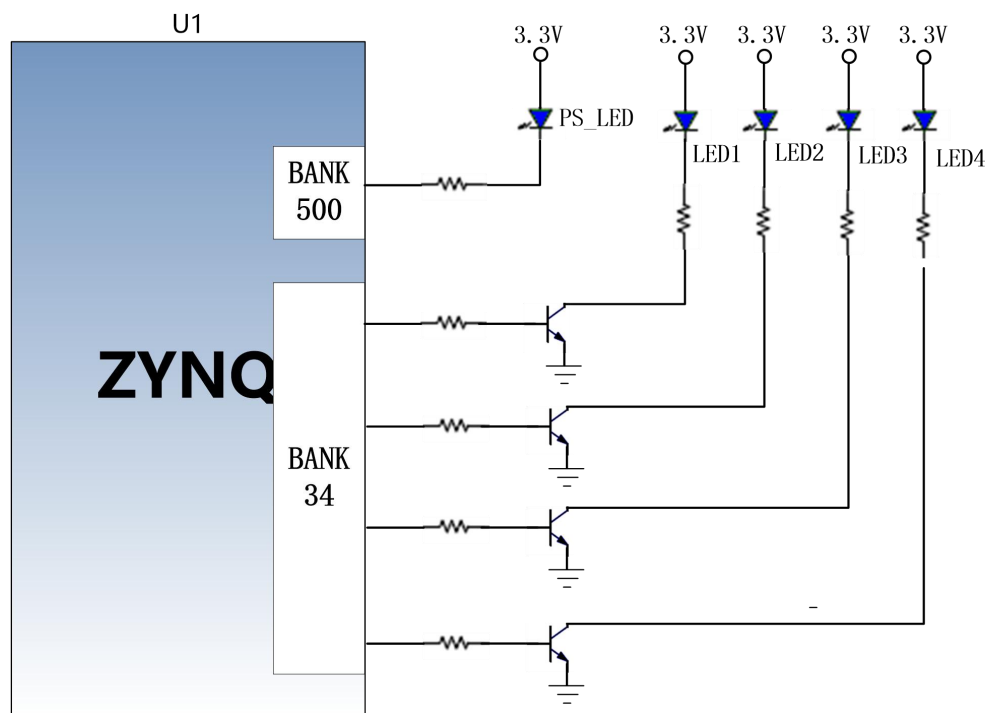 U1
3.3V
3.3V
3.3V
3.3V
3.3V
PS_LED
LED1
LED2
LED3
LED4
BANK
500
ZYNQ
BANK
34